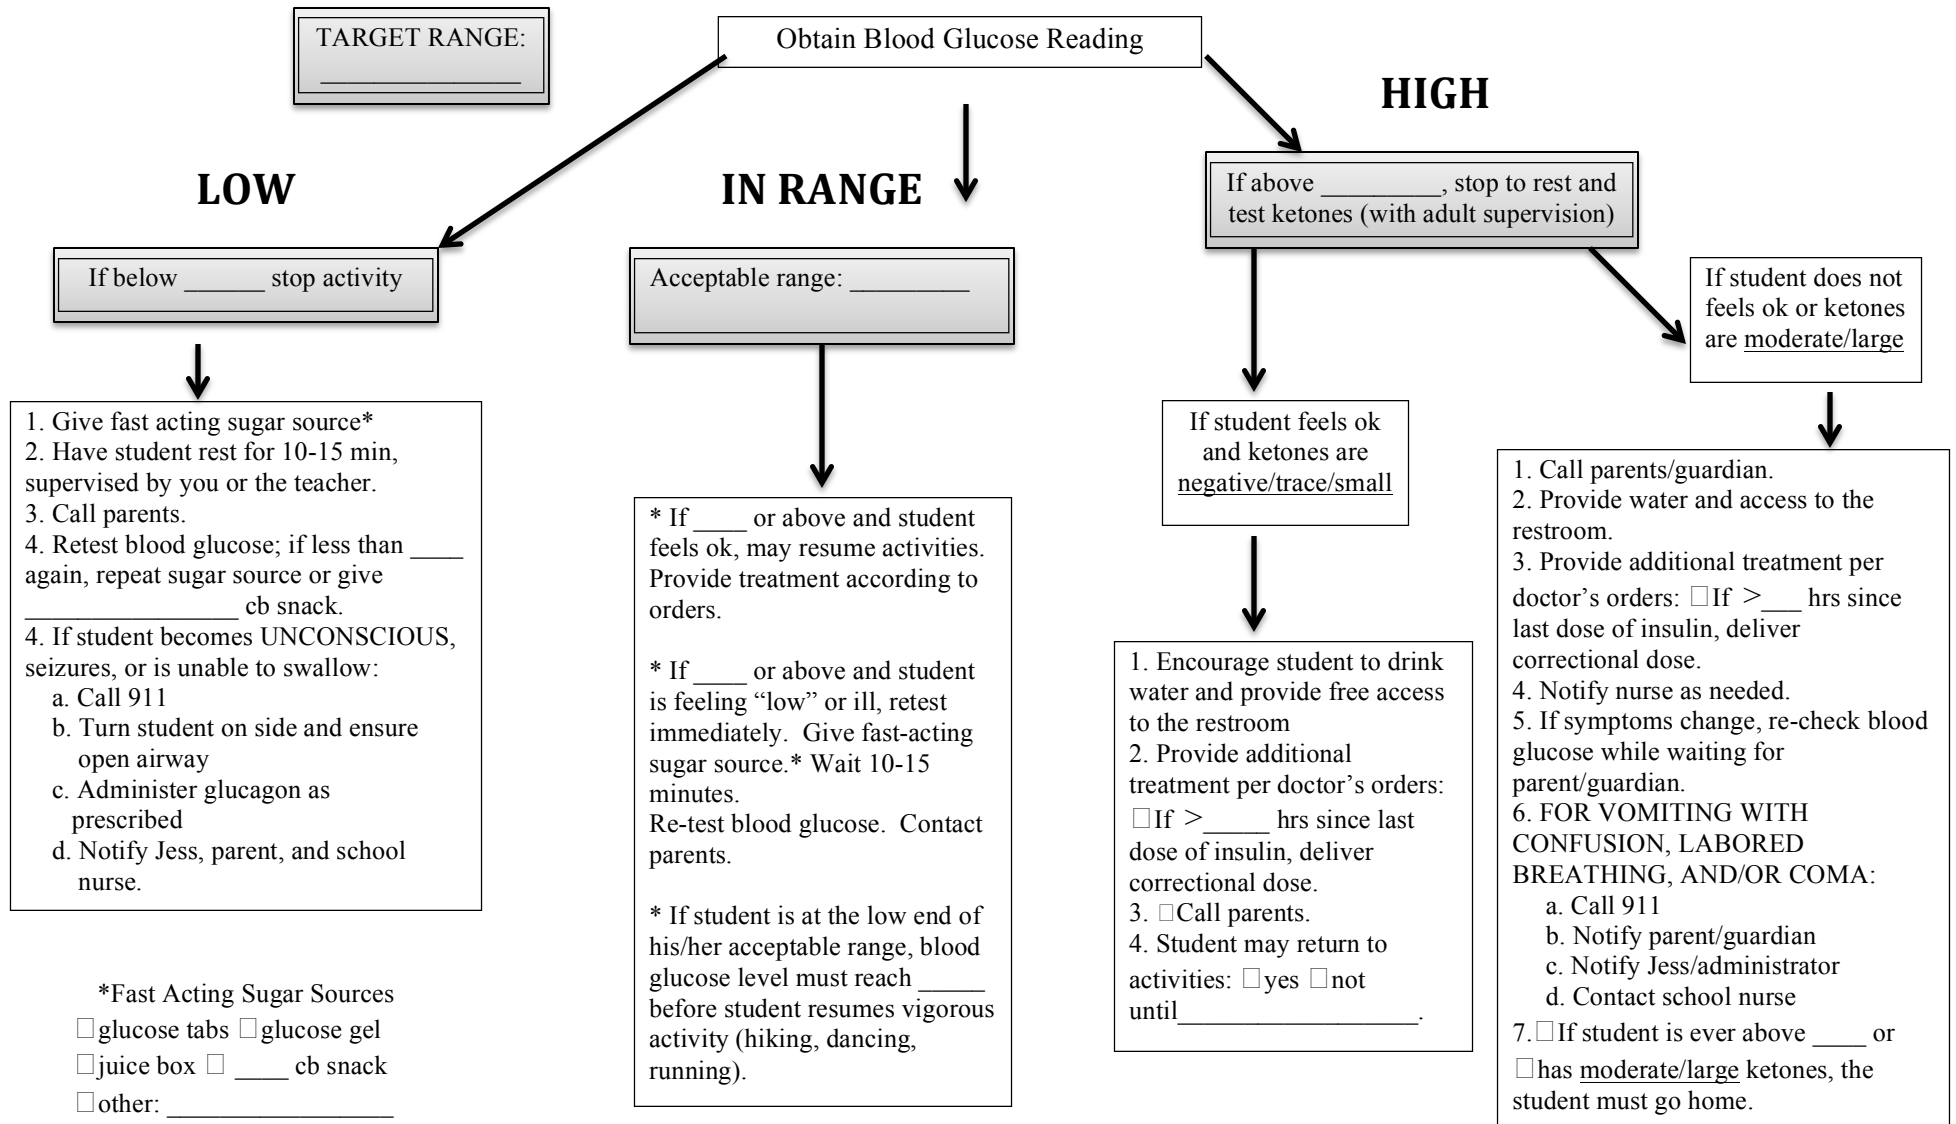 TARGET RANGE:
_______________
Obtain Blood Glucose Reading
LOW
If below ______ stop activity
1. Give fast acting sugar source*
2. Have student rest for 10-15 min,
supervised by you or the teacher.
3. Call parents.
4. Retest blood glucose; if less than ____
again, repeat sugar source or give
________________ cb snack.
4. If student becomes UNCONSCIOUS,
seizures, or is unable to swallow:
a. Call 911
b. Turn student on side and ensure
open airway
c. Administer glucagon as
prescribed
d. Notify Jess, parent, and school
nurse.
*Fast Acting Sugar Sources
☐glucose tabs ☐glucose gel
☐juice box ☐ ____ cb snack
☐other: _________________
IN RANGE
Acceptable range: _________
* If ____ or above and student
feels ok, may resume activities.
Provide treatment according to
orders.
* If ____ or above and student
is feeling “low” or ill, retest
immediately.  Give fast-acting
sugar source.* Wait 10-15
minutes.
Re-test blood glucose.  Contact
parents.
* If student is at the low end of
his/her acceptable range, blood
glucose level must reach _____
before student resumes vigorous
activity (hiking, dancing,
running).
HIGH
If above _________, stop to rest and
test ketones (with adult supervision)
If student feels ok
and ketones are
negative/trace/small
1. Encourage student to drink
water and provide free access
to the restroom
2. Provide additional
treatment per doctor’s orders:
☐If >_____ hrs since last
dose of insulin, deliver
correctional dose.
3. ☐Call parents.
4. Student may return to
activities: ☐yes ☐not
until__________________.
If student does not
feels ok or ketones
are moderate/large
1. Call parents/guardian.
2. Provide water and access to the
restroom.
3. Provide additional treatment per
doctor’s orders: ☐If >___ hrs since
last dose of insulin, deliver
correctional dose.
4. Notify nurse as needed.
5. If symptoms change, re-check blood
glucose while waiting for
parent/guardian.
6. FOR VOMITING WITH
CONFUSION, LABORED
BREATHING, AND/OR COMA:
a. Call 911
b. Notify parent/guardian
c. Notify Jess/administrator
d. Contact school nurse
7.☐If student is ever above ____ or
☐has moderate/large ketones, the
student must go home.